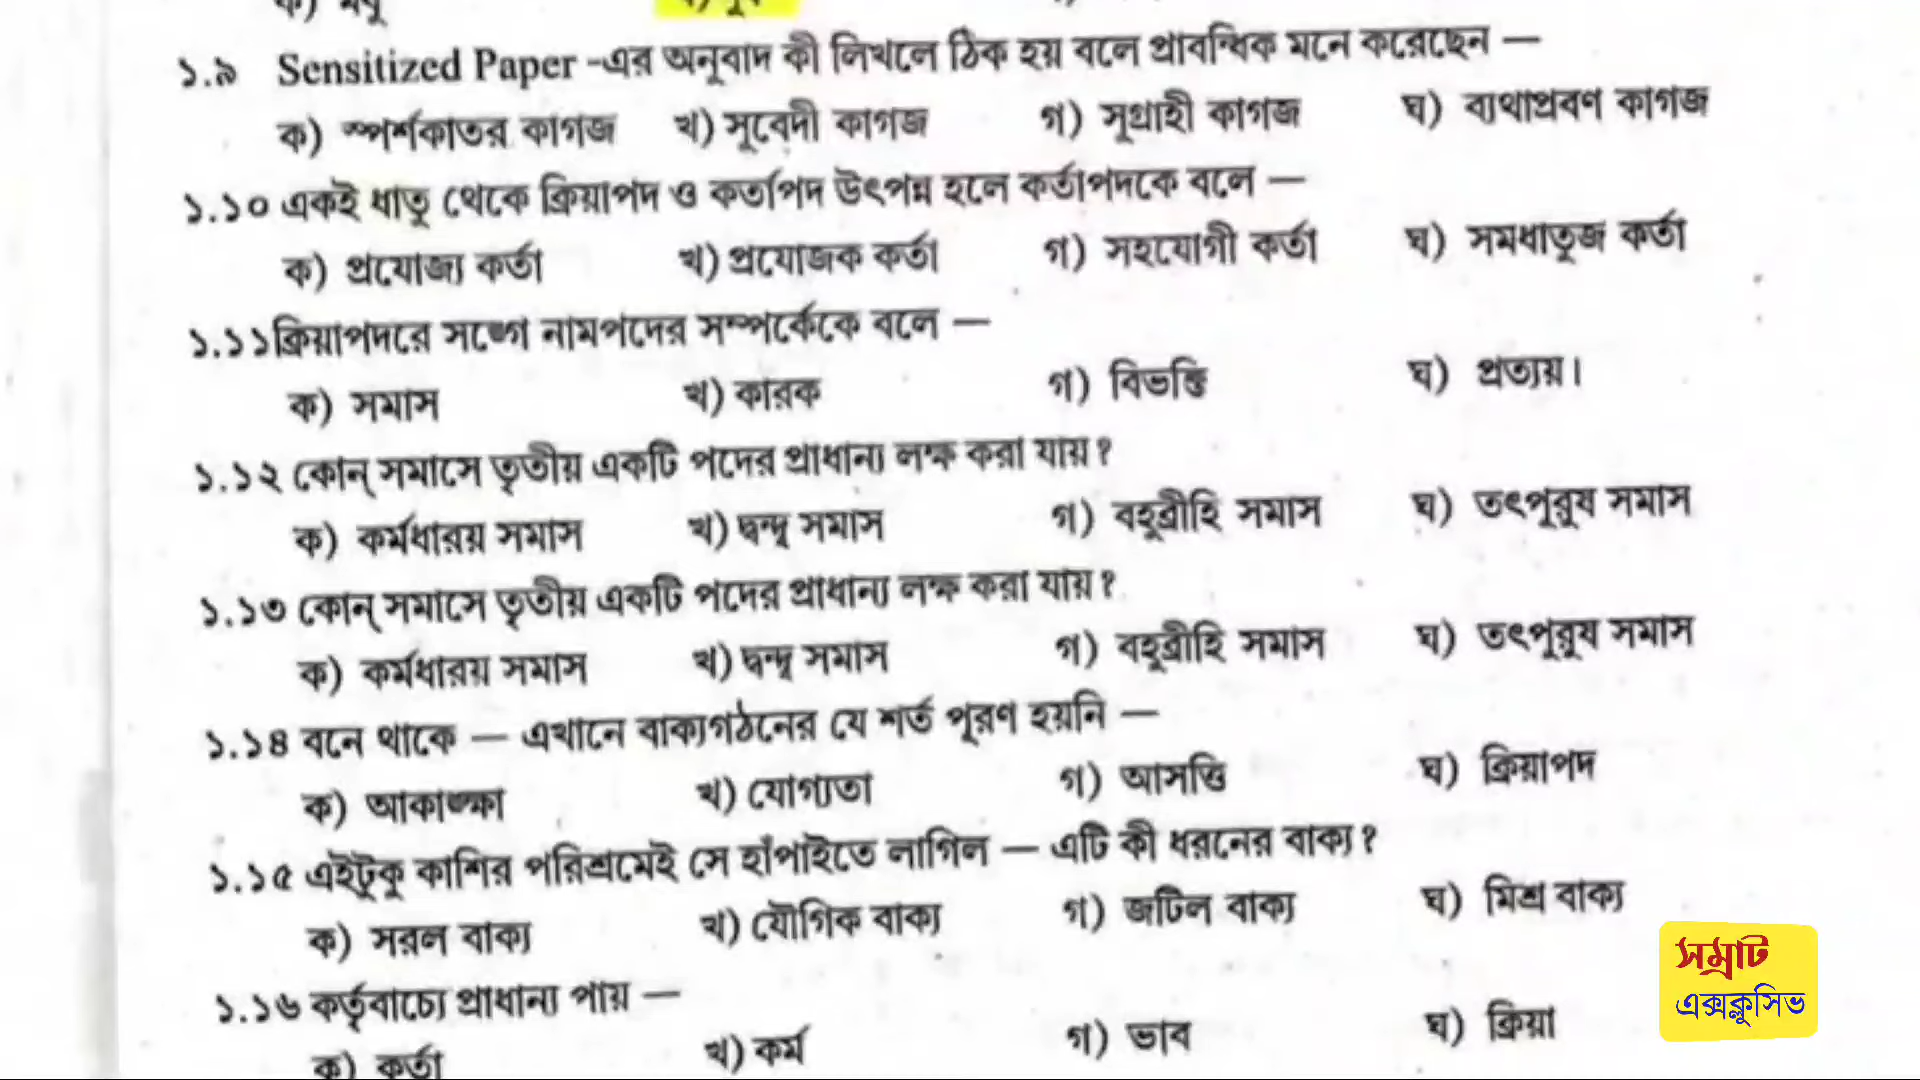 ১.৯ Sensitized Paper -এর অনুবাদ কী লিখলে ঠিক হয় বলে প্রাবন্ধিক মনে করেছেন —
ক) স্পর্শকাতর কাগজ খ) সুবেদী কাগজ গ) সুগ্রাহী কাগজ ঘ) ব্যথাপ্রবণ কাগজ
১.১০ একই ধাতু থেকে ক্রিয়াপদ ও কর্তাপদ উৎপন্ন হলে কর্তাপদকে বলে —
ক) প্রযোজ্য কর্তা খ) প্রযোজক কর্তা গ) সহযোগী কর্তা ঘ) সমধাতুজ কর্তা
১.১১ ক্রিয়াপদরে সঙ্গে নামপদের সম্পর্কেকে বলে —
ক) সমাস খ) কারক গ) বিভক্তি ঘ) প্রত্যয়।
১.১২ কোন্ সমাসে তৃতীয় একটি পদের প্রাধান্য লক্ষ করা যায়?
ক) কর্মধারয় সমাস খ) দ্বন্দ্ব সমাস গ) বহুব্রীহি সমাস ঘ) তৎপুরুষ সমাস
১.১৩ কোন্ সমাসে তৃতীয় একটি পদের প্রাধান্য লক্ষ করা যায়?
ক) কর্মধারয় সমাস খ) দ্বন্দ্ব সমাস গ) বহুব্রীহি সমাস ঘ) তৎপুরুষ সমাস
১.১৪ বনে থাকে — এখানে বাক্যগঠনের যে শর্ত পূরণ হয়নি —
ক) আকাঙ্ক্ষা খ) যোগ্যতা গ) আসত্তি ঘ) ক্রিয়াপদ
১.১৫ এইটুকু কাশির পরিশ্রমেই সে হাঁপাইতে লাগিল — এটি কী ধরনের বাক্য?
ক) সরল বাক্য খ) যৌগিক বাক্য গ) জটিল বাক্য ঘ) মিশ্র বাক্য
১.১৬ কর্তৃবাচ্যে প্রাধান্য পায় —
ক) কর্তা খ) কর্ম গ) ভাব ঘ) ক্রিয়া
সম্রাট
এক্সক্লুসিভ